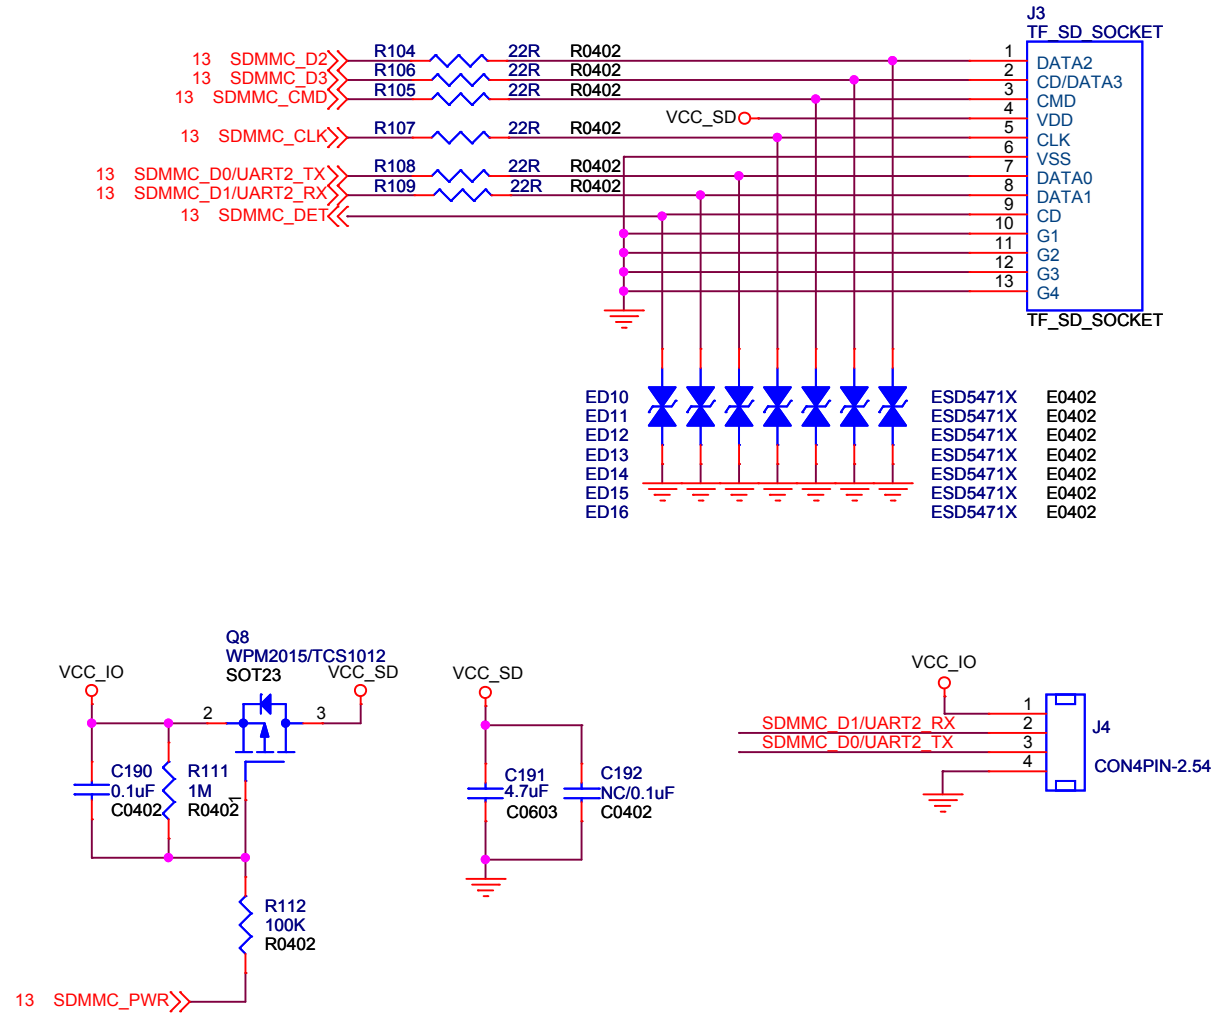 J3
TF_SD_SOCKET
13 SDMMC_D2 R104 22R R0402 1 DATA2
13 SDMMC_D3 R106 22R R0402 2 CD/DATA3
13 SDMMC_CMD R105 22R R0402 3 CMD
VCC_SD 4 VDD
13 SDMMC_CLK R107 22R R0402 5 CLK
6 VSS
13 SDMMC_D0/UART2_TX R108 22R R0402 7 DATA0
13 SDMMC_D1/UART2_RX R109 22R R0402 8 DATA1
13 SDMMC_DET 9 CD
10 G1
11 G2
12 G3
13 G4
TF_SD_SOCKET
ED10 ESD5471X E0402
ED11 ESD5471X E0402
ED12 ESD5471X E0402
ED13 ESD5471X E0402
ED14 ESD5471X E0402
ED15 ESD5471X E0402
ED16 ESD5471X E0402
Q8
WPM2015/TCS1012
SOT23
VCC_IO
VCC_SD
2 3
C190
0.1uF
C0402
R111
1M
R0402
1
R112
100K
R0402
13 SDMMC_PWR
VCC_SD
C191
4.7uF
C0603
C192
NC/0.1uF
C0402
VCC_IO
1
SDMMC_D1/UART2_RX 2
SDMMC_D0/UART2_TX 3
4
J4
CON4PIN-2.54